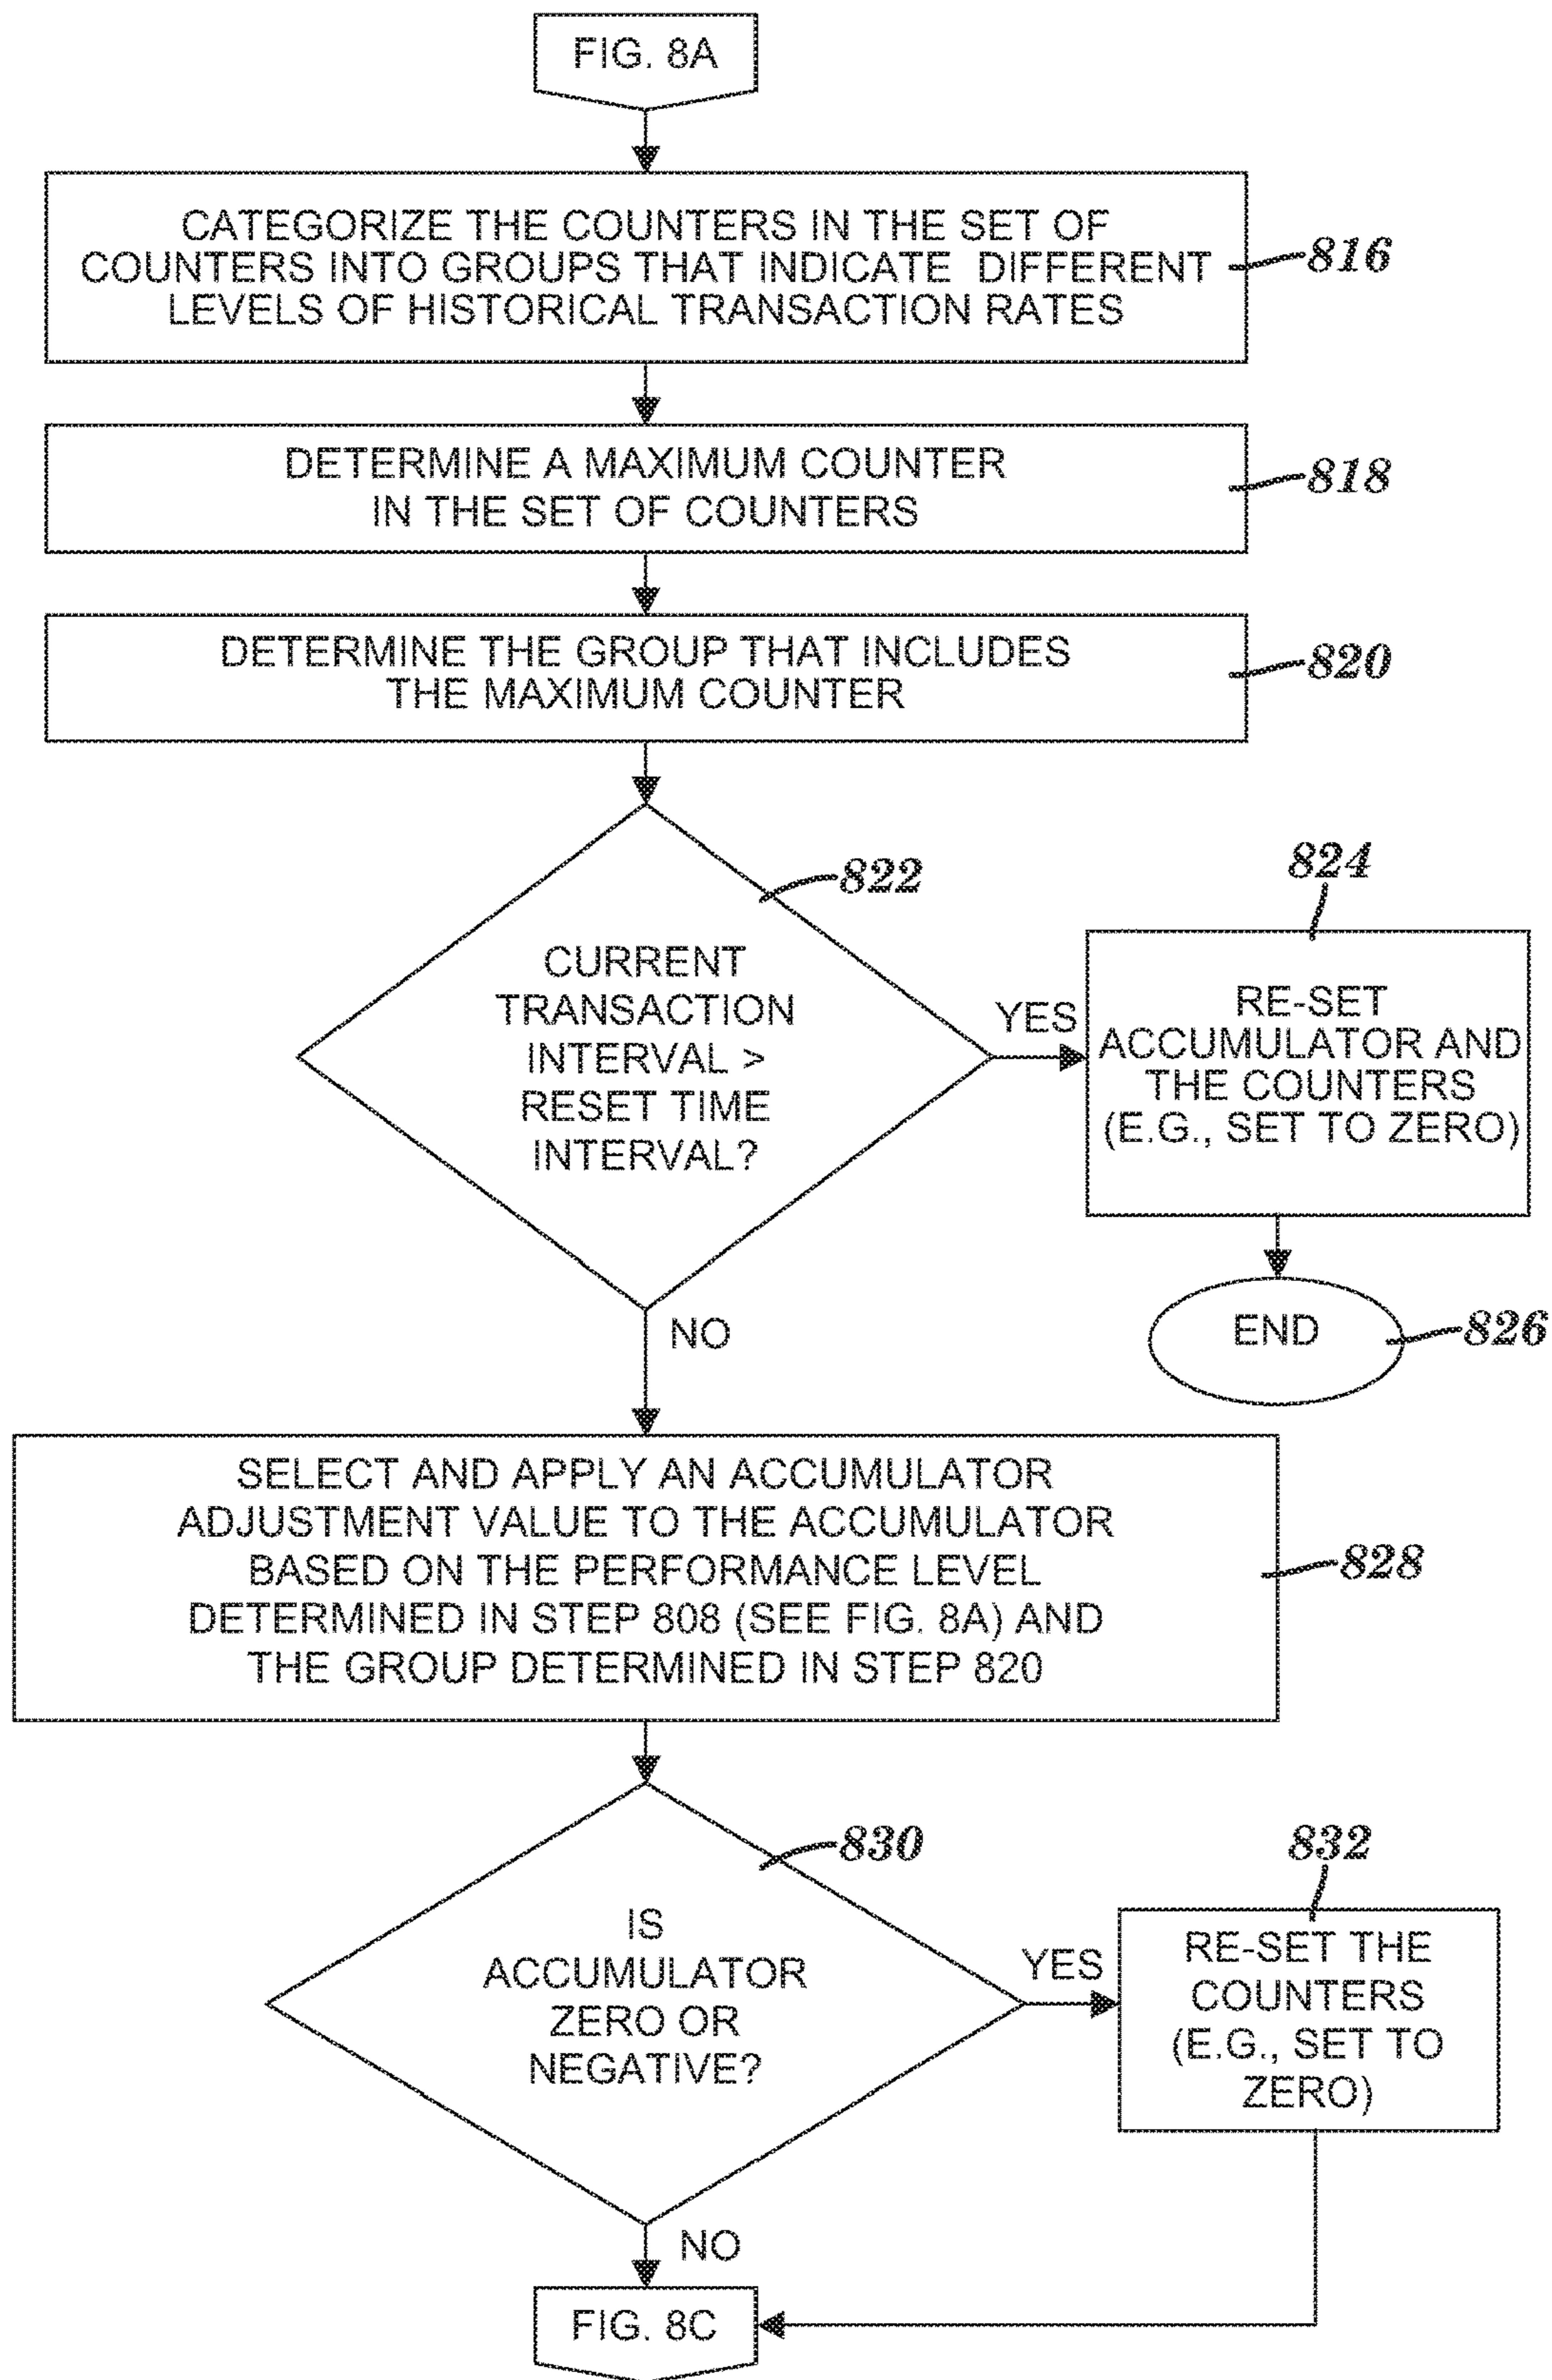 FIG. 8A
CATEGORIZE THE COUNTERS IN THE SET OF
COUNTERS INTO GROUPS THAT INDICATE DIFFERENT
LEVELS OF HISTORICAL TRANSACTION RATES
816
DETERMINE A MAXIMUM COUNTER
IN THE SET OF COUNTERS
818
DETERMINE THE GROUP THAT INCLUDES
THE MAXIMUM COUNTER
820
822
CURRENT
TRANSACTION
INTERVAL >
RESET TIME
INTERVAL?
YES
824
RE-SET
ACCUMULATOR AND
THE COUNTERS
(E.G., SET TO ZERO)
END
826
NO
SELECT AND APPLY AN ACCUMULATOR
ADJUSTMENT VALUE TO THE ACCUMULATOR
BASED ON THE PERFORMANCE LEVEL
DETERMINED IN STEP 808 (SEE FIG. 8A) AND
THE GROUP DETERMINED IN STEP 820
828
830
IS
ACCUMULATOR
ZERO OR
NEGATIVE?
YES
832
RE-SET THE
COUNTERS
(E.G., SET TO
ZERO)
NO
FIG. 8C